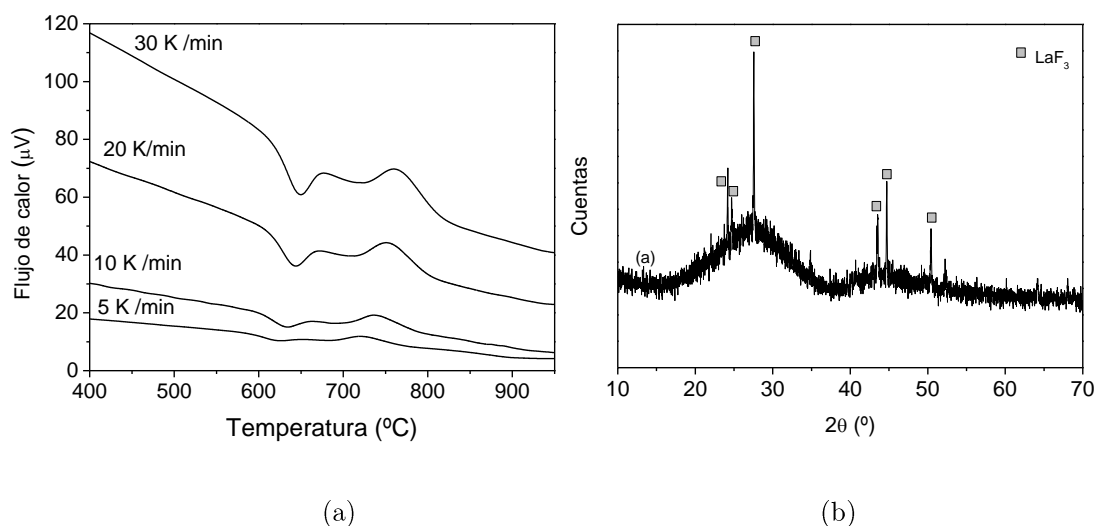 120
100
80
60
40
20
0
Flujo de calor (μV)
30 K /min
20 K/min
10 K/min
5 K/min
400 500 600 700 800 900
Temperatura (ºC)
(a)
Cuentas
LaF₃
(a)
10 20 30 40 50 60 70
2θ (º)
(b)